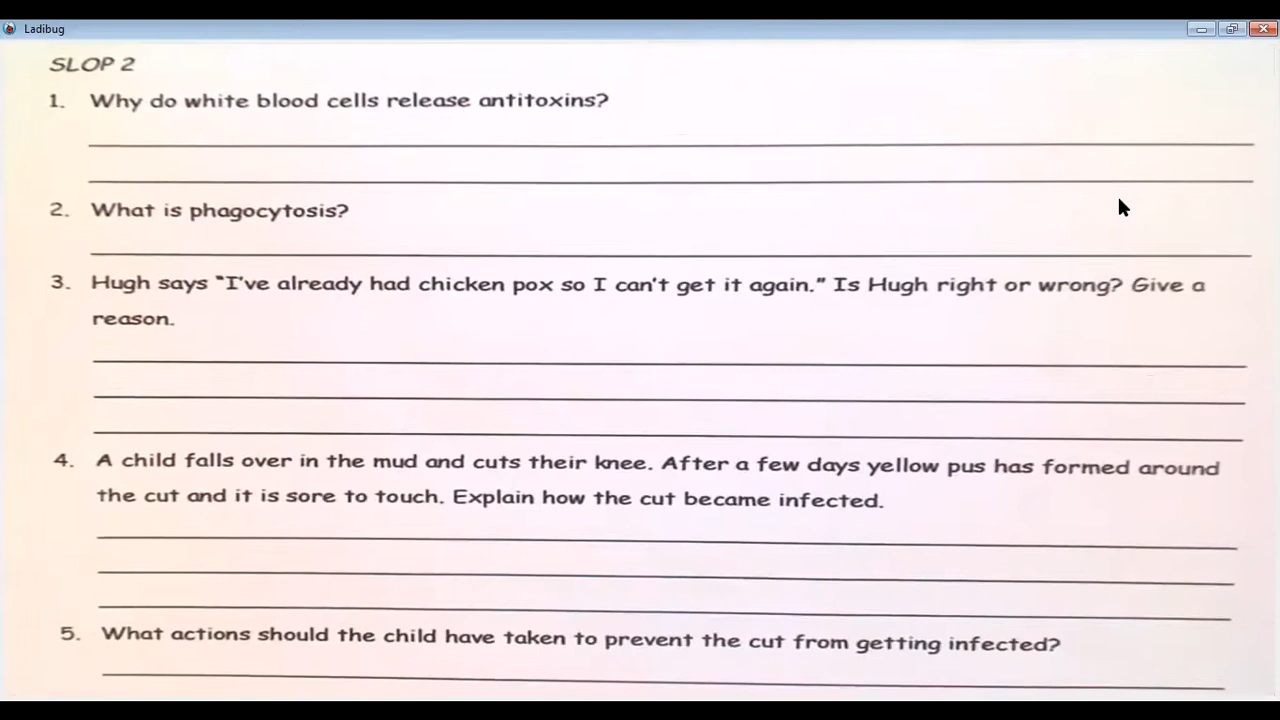 Ladibug
SLOP 2
1. Why do white blood cells release antitoxins?
2. What is phagocytosis?
3. Hugh says "I've already had chicken pox so I can't get it again." Is Hugh right or wrong? Give a
reason.
4. A child falls over in the mud and cuts their knee. After a few days yellow pus has formed around
the cut and it is sore to touch. Explain how the cut became infected.
5. What actions should the child have taken to prevent the cut from getting infected?